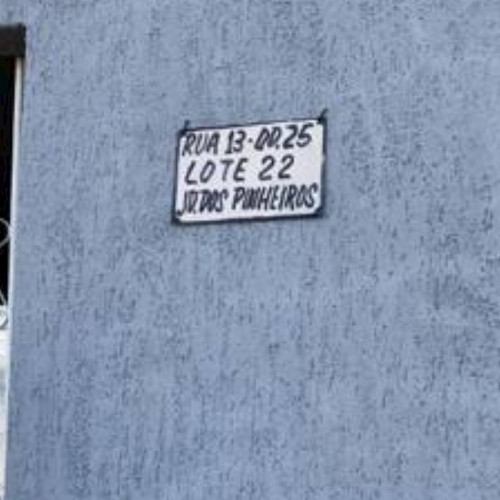 RUA 13-QD.25
LOTE 22
JD.DOS PINHEIROS